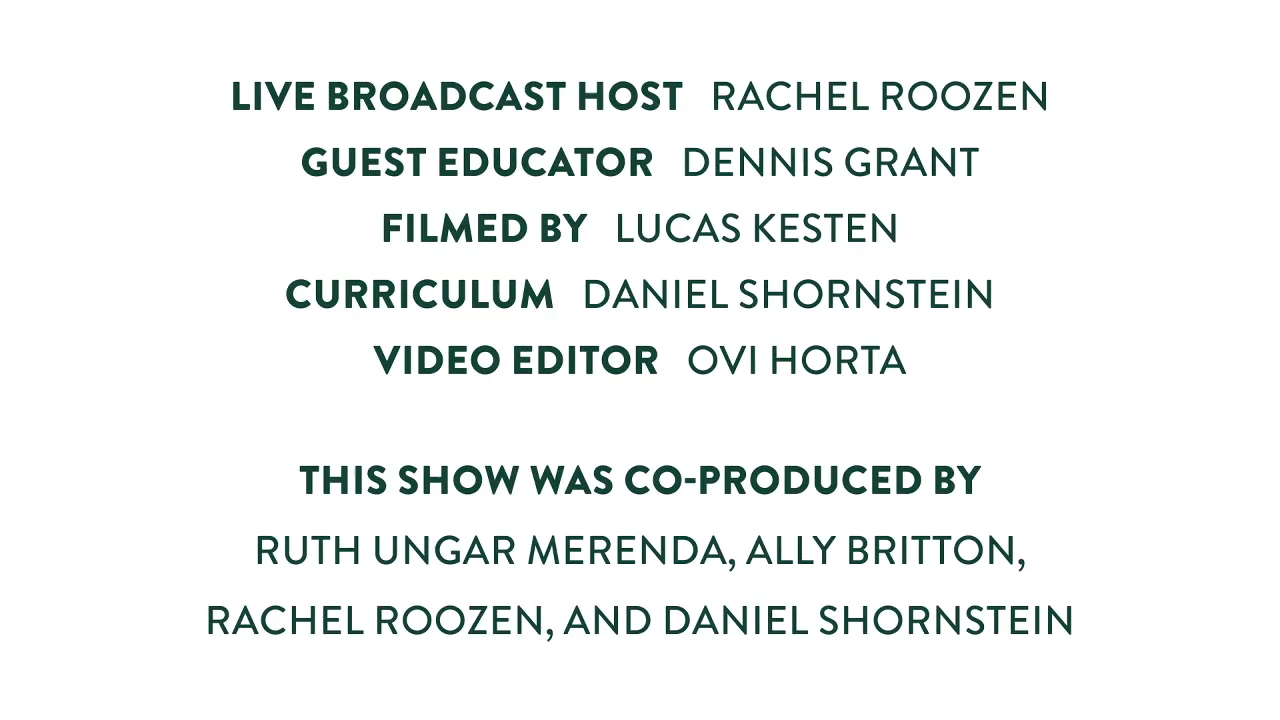 LIVE BROADCAST HOST RACHEL ROOZEN
GUEST EDUCATOR DENNIS GRANT
FILMED BY LUCAS KESTEN
CURRICULUM DANIEL SHORNSTEIN
VIDEO EDITOR OVI HORTA
THIS SHOW WAS CO-PRODUCED BY
RUTH UNGAR MERENDA, ALLY BRITTON,
RACHEL ROOZEN, AND DANIEL SHORNSTEIN